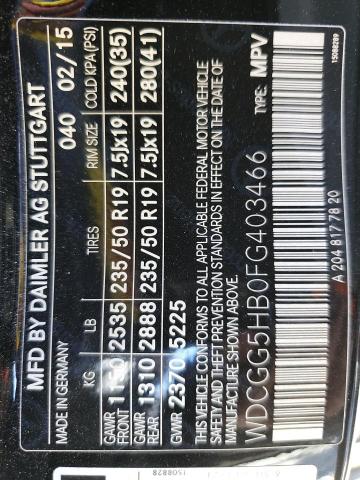 MFD BY DAIMLER AG STUTTGART
MADE IN GERMANY 040 02/15
KG LB TIRES RIM SIZE COLD KPA(PSI)
GAWR FRONT 2535 235/50 R19 7.5Jx19 240(35)
GAWR REAR 1310 2888 235/50 R19 7.5Jx19 280(41)
GVWR 2370 5225
THIS VEHICLE CONFORMS TO ALL APPLICABLE FEDERAL MOTOR VEHICLE
SAFETY AND THEFT PREVENTION STANDARDS IN EFFECT ON THE DATE OF
MANUFACTURE SHOWN ABOVE.
WDCGG5HB0FG403466 TYPE: MPV
A 204 817 78 20
15088289